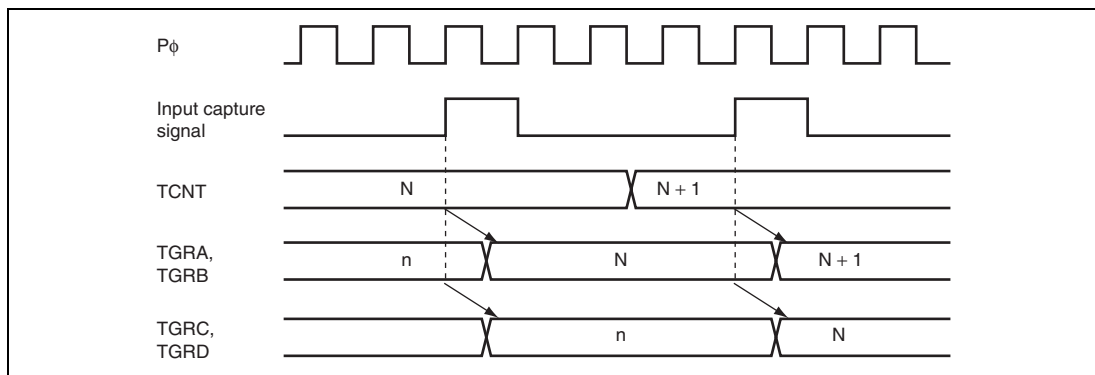 Pϕ
Input capture
signal
TCNT
N
N + 1
TGRA,
TGRB
n
N
N + 1
TGRC,
TGRD
n
N